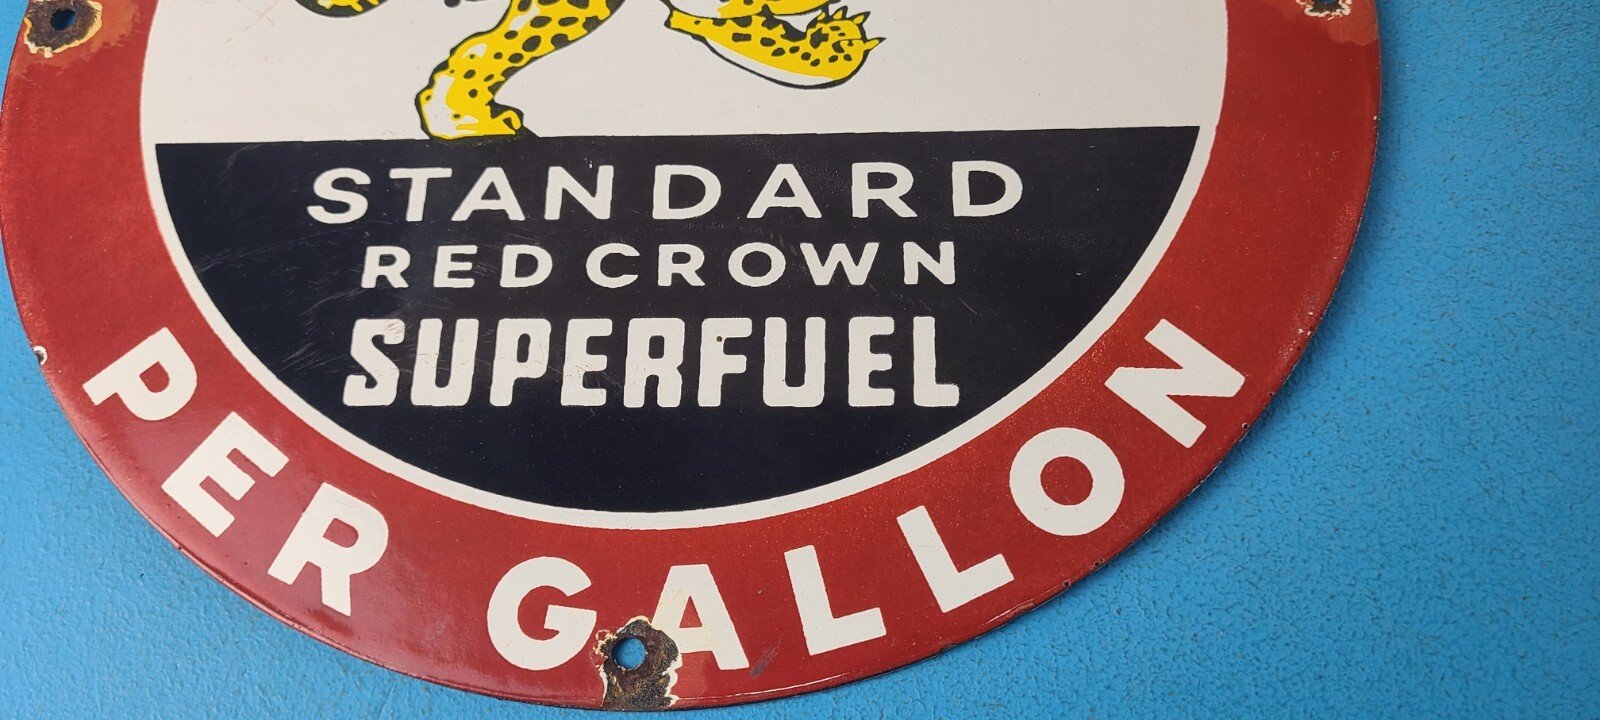 STANDARD
RED CROWN
SUPERFUEL
PER GALLON